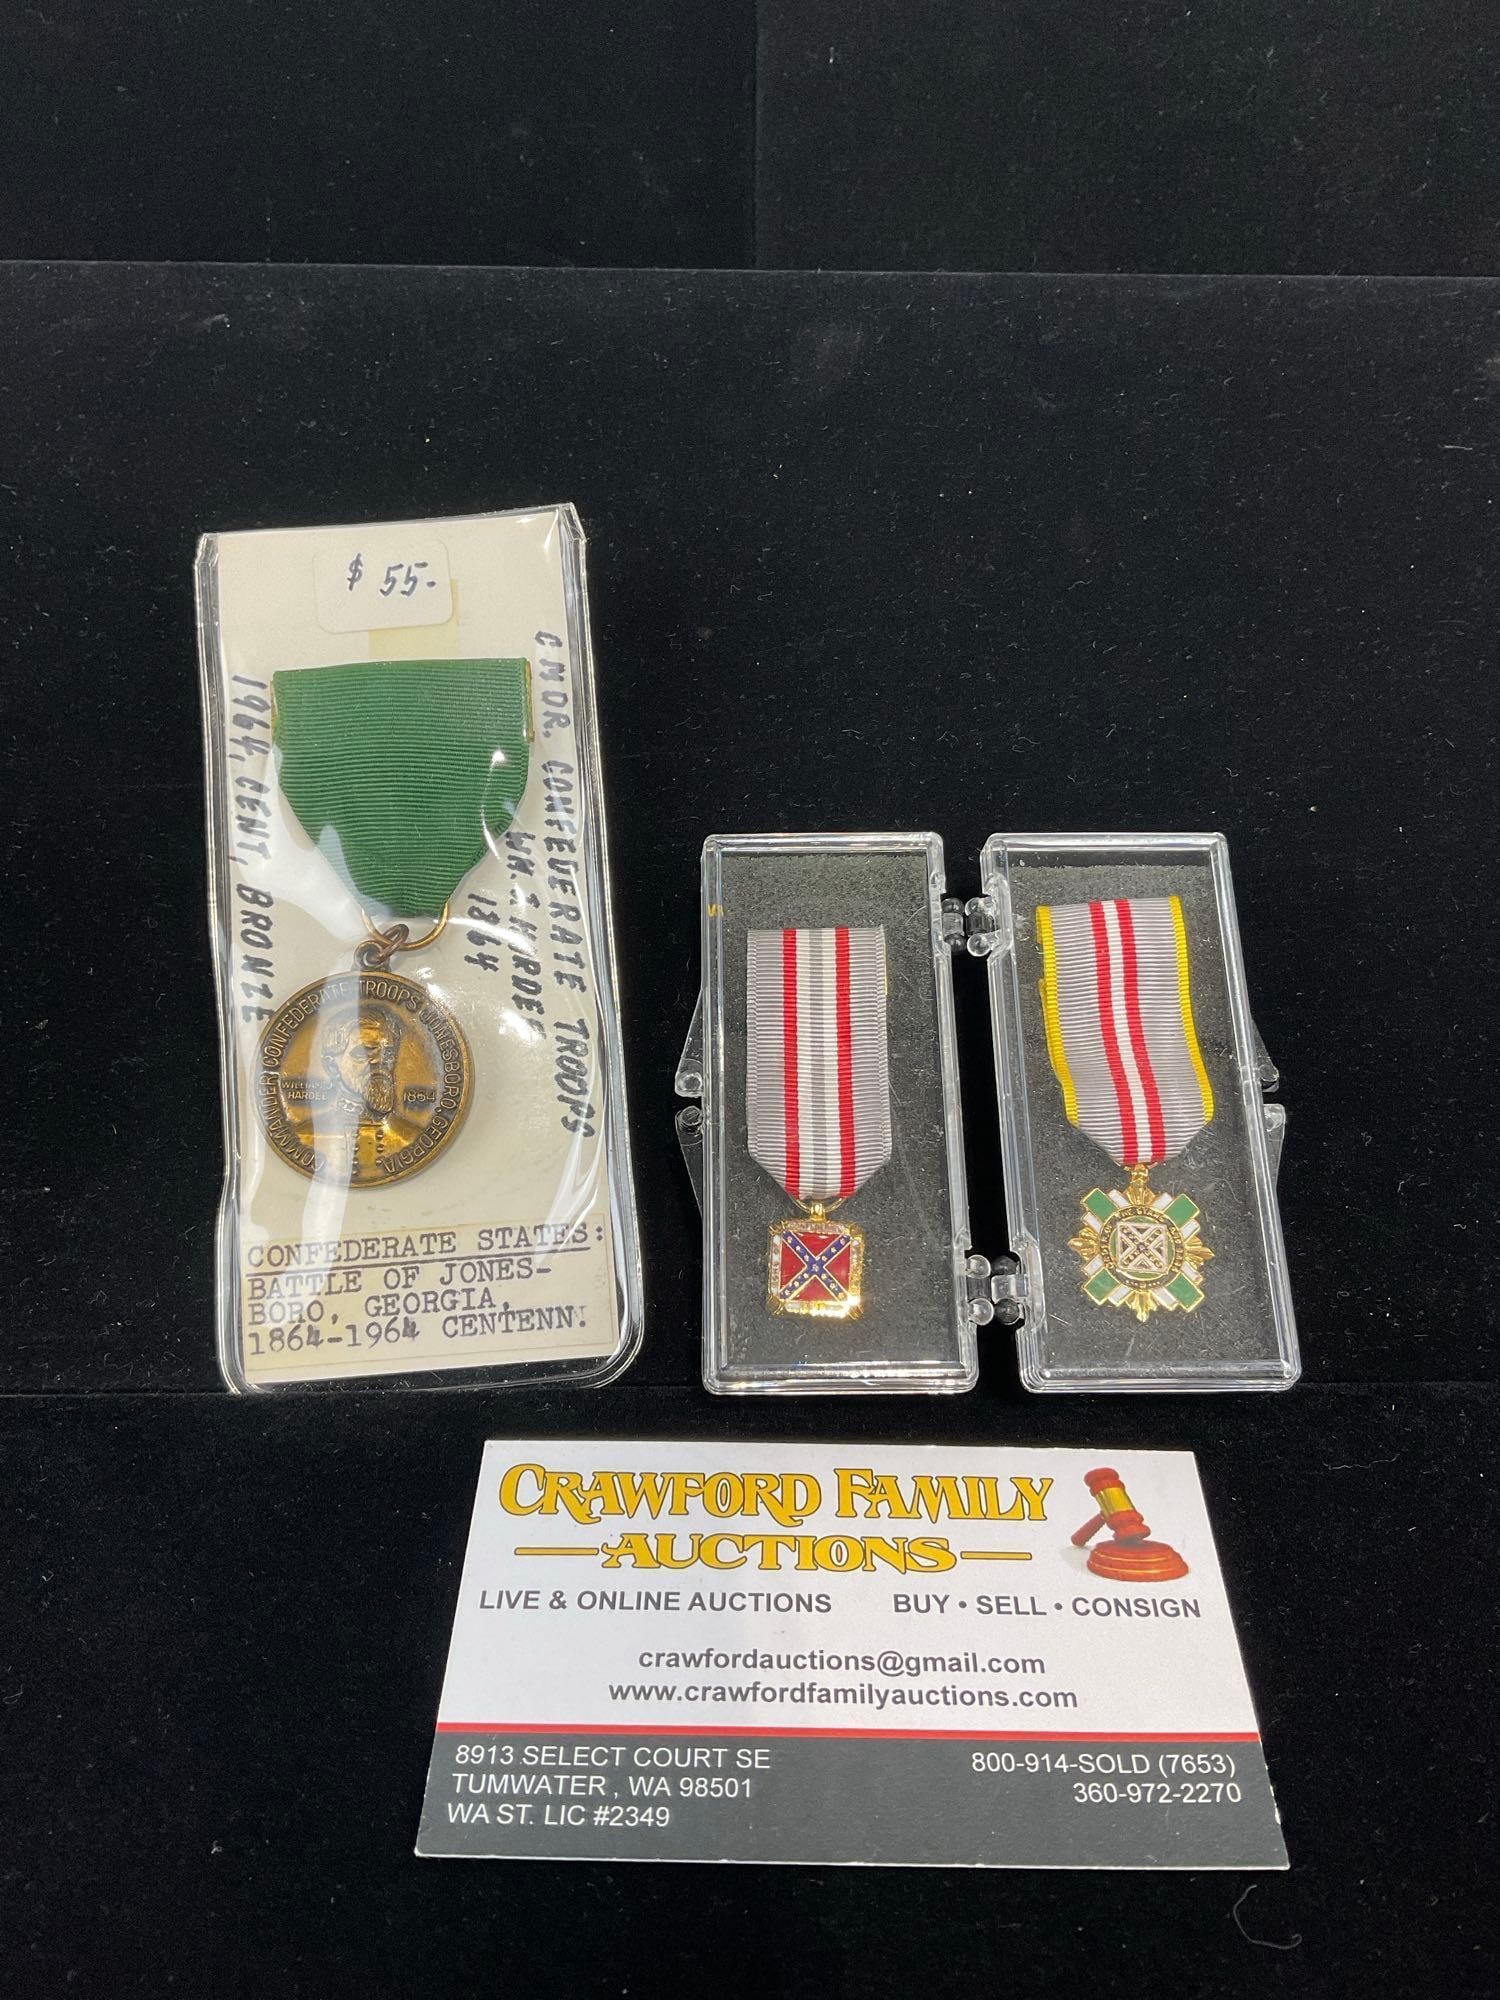 $ 55-
CMDR. CONFEDERATE TROOPS
WM. J. HARDEE
1864
1964, CENT, BRONZE
COMMANDER CONFEDERATE TROOPS JONESBORO, GEORGIA.
WILLIAM J
HARDEE
1864
CONFEDERATE STATES:
BATTLE OF JONES-
BORO, GEORGIA,
1864-1964 CENTENN.
CRAWFORD FAMILY
AUCTIONS
LIVE & ONLINE AUCTIONS BUY • SELL • CONSIGN
crawfordauctions@gmail.com
www.crawfordfamilyauctions.com
8913 SELECT COURT SE
TUMWATER , WA 98501
WA ST. LIC #2349
800-914-SOLD (7653)
360-972-2270